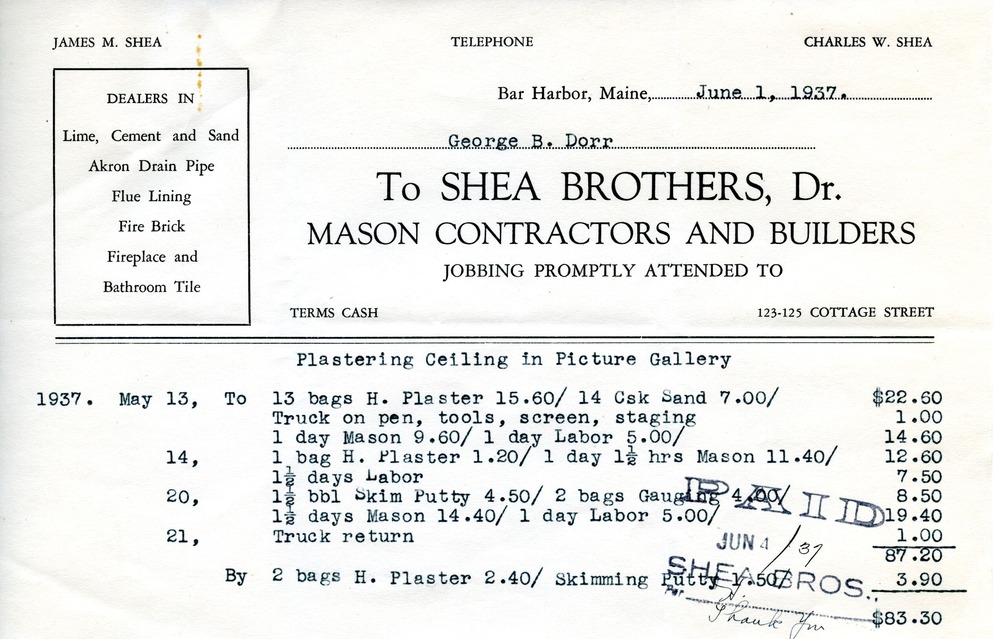 JAMES M. SHEA TELEPHONE CHARLES W. SHEA
DEALERS IN
Lime, Cement and Sand
Akron Drain Pipe
Flue Lining
Fire Brick
Fireplace and
Bathroom Tile
Bar Harbor, Maine, June 1, 1937.
George B. Dorr
To SHEA BROTHERS, Dr.
MASON CONTRACTORS AND BUILDERS
JOBBING PROMPTLY ATTENDED TO
TERMS CASH 123-125 COTTAGE STREET
Plastering Ceiling in Picture Gallery
1937. May 13, To 13 bags H. Plaster 15.60/ 14 Csk Sand 7.00/ $22.60
Truck on pen, tools, screen, staging 1.00
1 day Mason 9.60/ 1 day Labor 5.00/ 14.60
14, 1 bag H. Plaster 1.20/ 1 day 1½ hrs Mason 11.40/ 12.60
1½ days Labor 7.50
20, 1½ bbl Skim Putty 4.50/ 2 bags Gauging 4.00/ 8.50
1½ days Mason 14.40/ 1 day Labor 5.00/ 19.40
21, Truck return 1.00
87.20
By 2 bags H. Plaster 2.40/ Skimming Putty 1.50/ 3.90
$83.30
PAID
JUN 4 / 37
SHEA BROS.
Per
Thank You